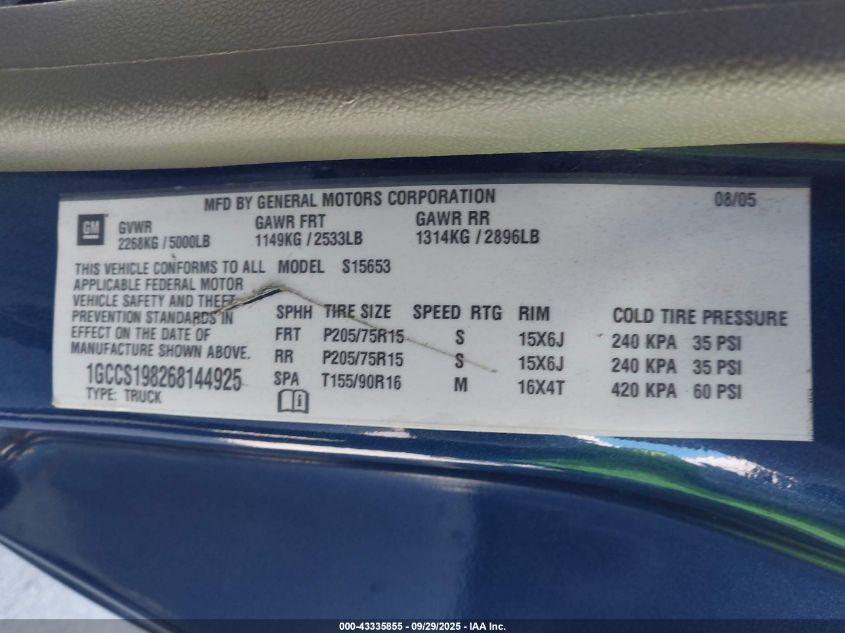 MFD BY GENERAL MOTORS CORPORATION 08/05
GM
GVWR GAWR FRT GAWR RR
2268KG / 5000LB 1149KG / 2533LB 1314KG / 2896LB
THIS VEHICLE CONFORMS TO ALL
APPLICABLE FEDERAL MOTOR
VEHICLE SAFETY AND THEFT
PREVENTION STANDARDS IN
EFFECT ON THE DATE OF
MANUFACTURE SHOWN ABOVE.
1GCCS198268144925
TYPE: TRUCK
MODEL S15653
SPHH TIRE SIZE SPEED RTG RIM COLD TIRE PRESSURE
FRT P205/75R15 S 15X6J 240 KPA 35 PSI
RR P205/75R15 S 15X6J 240 KPA 35 PSI
SPA T155/90R16 M 16X4T 420 KPA 60 PSI
000-43335855 - 09/29/2025 - IAA Inc.